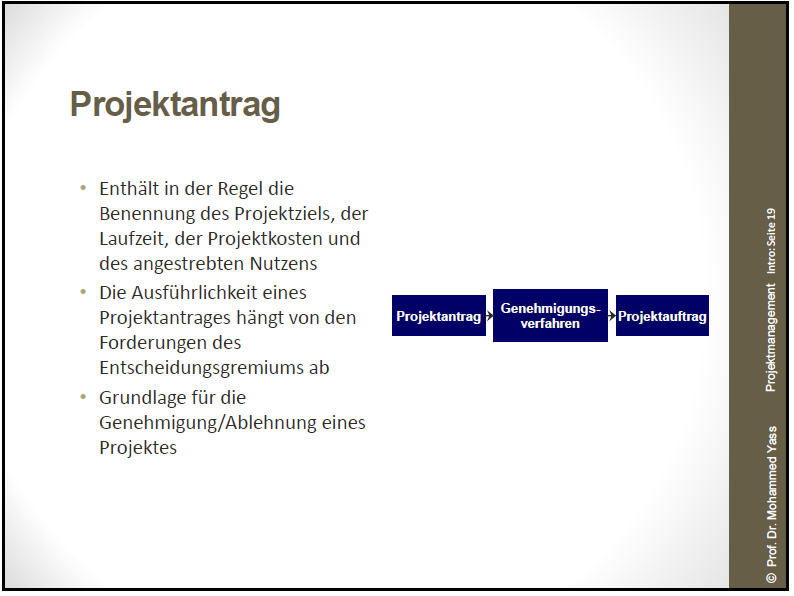 Projektantrag
• Enthält in der Regel die
Benennung des Projektziels, der
Laufzeit, der Projektkosten und
des angestrebten Nutzens
• Die Ausführlichkeit eines
Projektantrages hängt von den
Forderungen des
Entscheidungsgremiums ab
• Grundlage für die
Genehmigung/Ablehnung eines
Projektes
Projektantrag
Genehmigungs-
verfahren
Projektauftrag
© Prof. Dr. Mohammed Yass Projektmanagement Intro: Seite 19